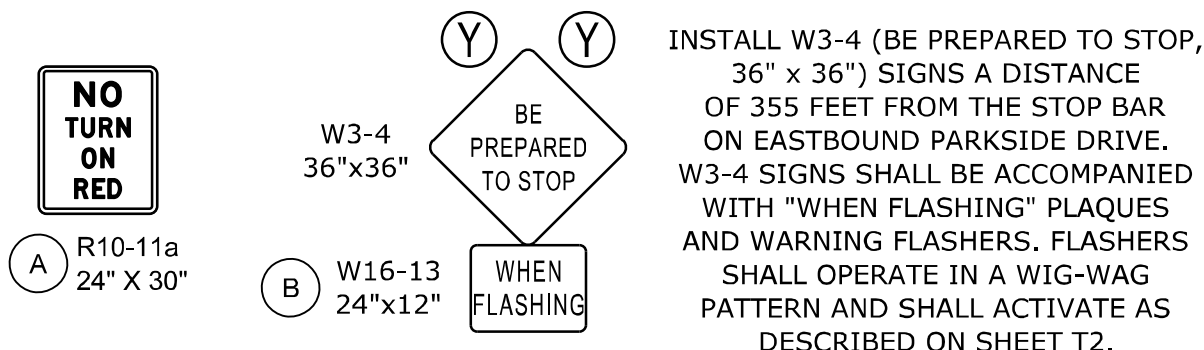 NO
TURN
ON
RED
A
R10-11a
24" X 30"
Y Y
BE
PREPARED
TO STOP
W3-4
36"x36"
WHEN
FLASHING
B
W16-13
24"x12"
INSTALL W3-4 (BE PREPARED TO STOP,
36" x 36") SIGNS A DISTANCE
OF 355 FEET FROM THE STOP BAR
ON EASTBOUND PARKSIDE DRIVE.
W3-4 SIGNS SHALL BE ACCOMPANIED
WITH "WHEN FLASHING" PLAQUES
AND WARNING FLASHERS. FLASHERS
SHALL OPERATE IN A WIG-WAG
PATTERN AND SHALL ACTIVATE AS
DESCRIBED ON SHEET T2.